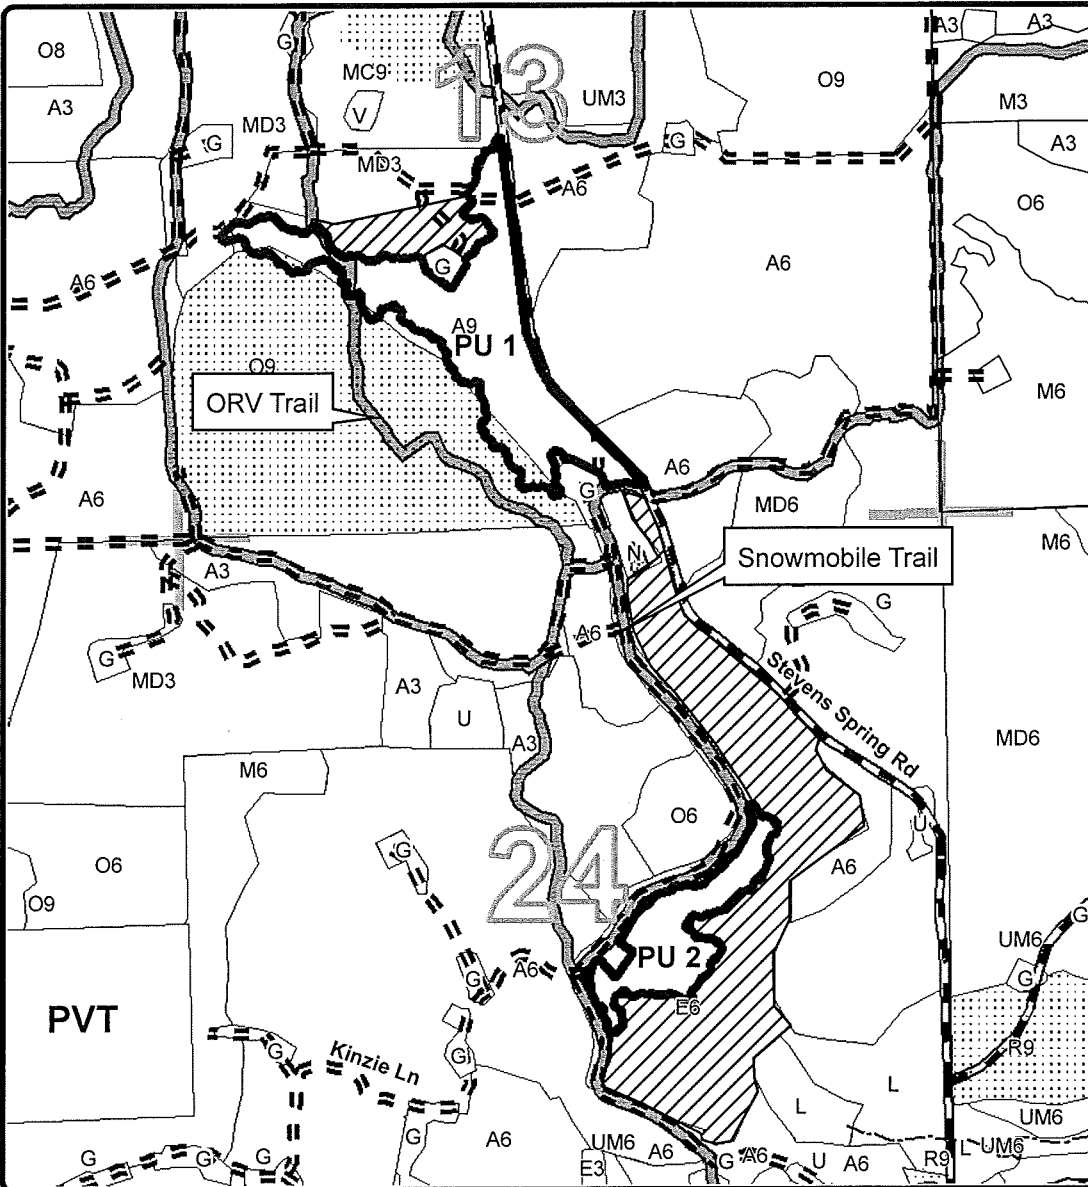 A3
A3
O8
G
MC9
13
O9
A3
UM3
M3
V
MD3
G
G
A3
MD3
A6
O6
A6
A6
G
A9
PU 1
O9
M6
ORV Trail
A6
A6
G
MD6
M6
N
Snowmobile Trail
A3
G
A6
G
MD3
A3
Stevens Spring Rd
U
A3
MD6
M6
O6
U
24
G
O6
A6
O9
G
UM6
PU 2
A6
G
G
E6
PVT
R9
G
Kinzie Ln
G
L
L
UM6
G
A6
UM6
A6
G
G
G
G
A6
U
A6
R9
L
UM6
E3